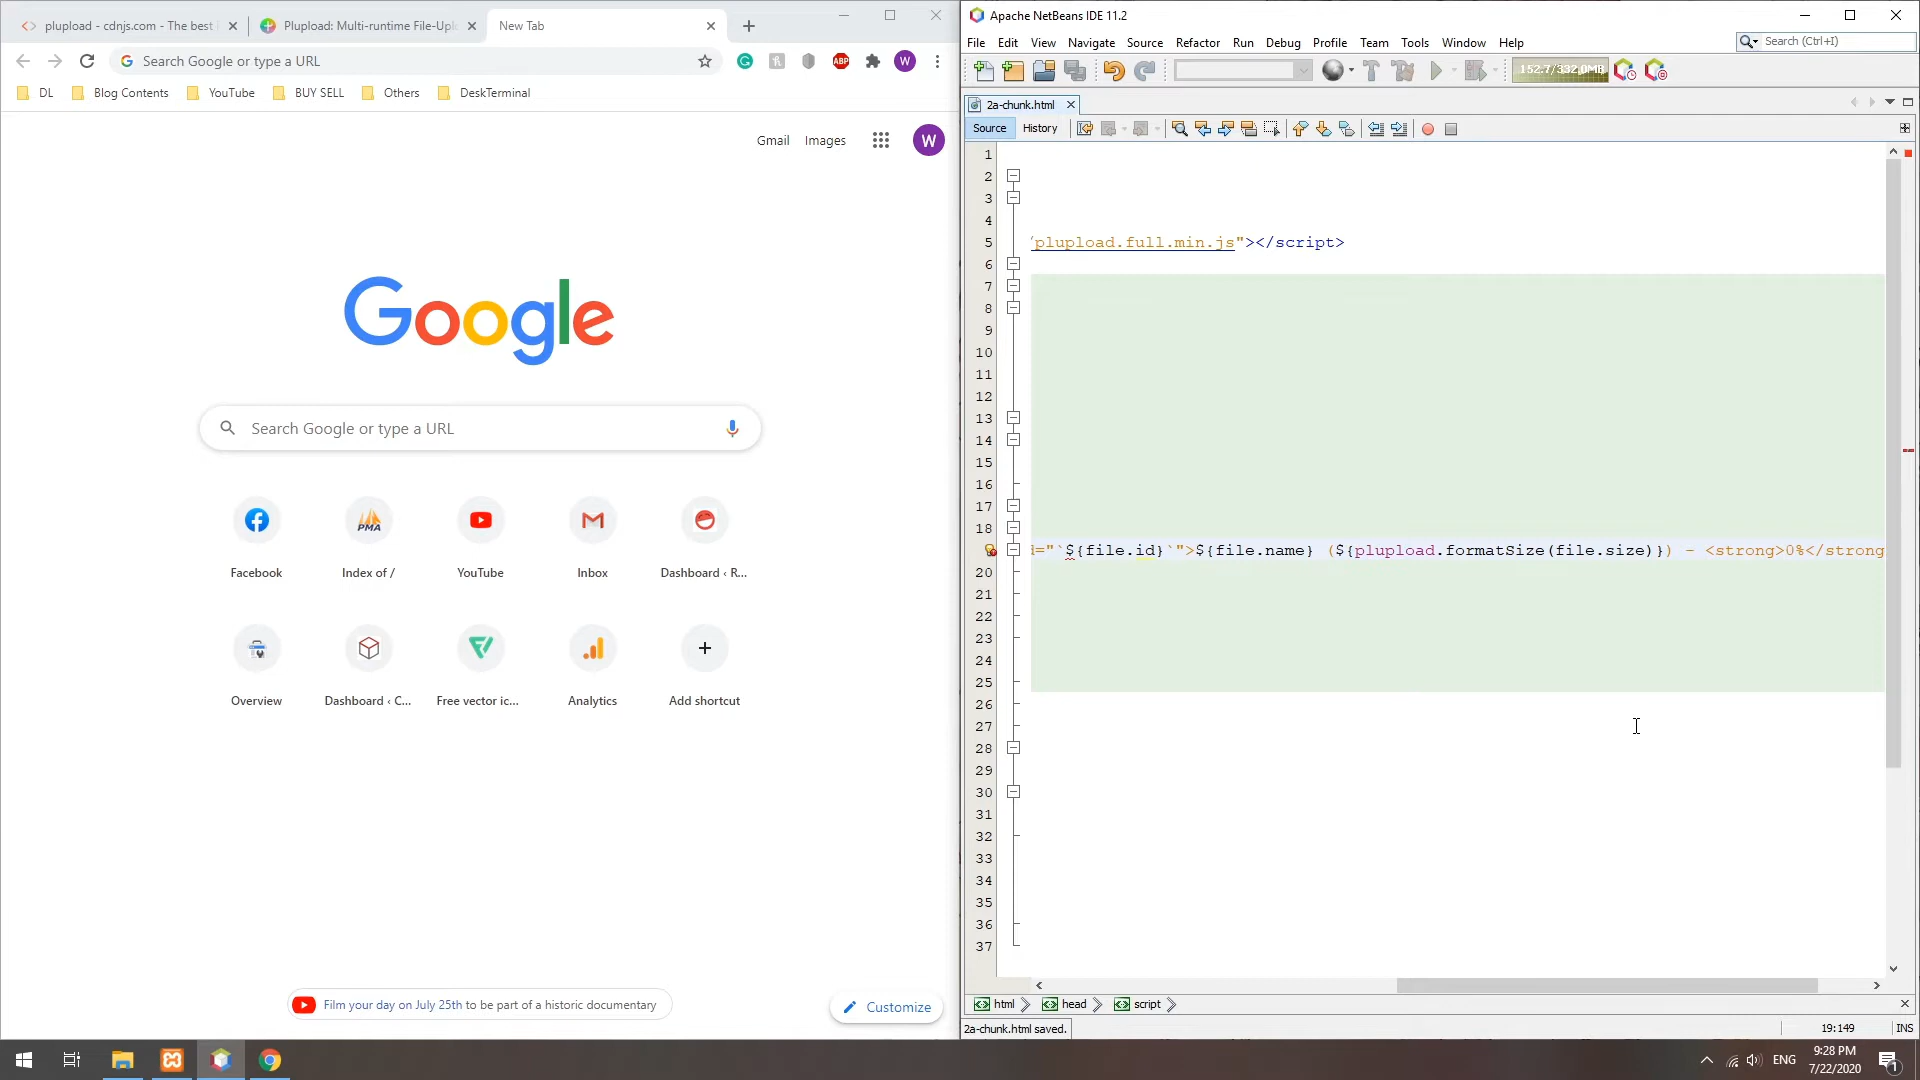 plupload - cdnjs.com - The best
Plupload: Multi-runtime File-Uplo
New Tab
Search Google or type a URL
ABP
W
DL
Blog Contents
YouTube
BUY SELL
Others
DeskTerminal
Gmail
Images
W
Google
Search Google or type a URL
PMA
Facebook
Index of /
YouTube
Inbox
Dashboard ‹ R...
Overview
Dashboard ‹ C...
Free vector ic...
Analytics
Add shortcut
Film your day on July 25th to be part of a historic documentary
Customize
Apache NetBeans IDE 11.2
File Edit View Navigate Source Refactor Run Debug Profile Team Tools Window Help
Search (Ctrl+I)
152.7/332.0MB
2a-chunk.html
Source
History
1
2
3
4
5 plupload.full.min.js"></script>
6
7
8
9
10
11
12
13
14
15
16
17
18
="`${file.id}`">${file.name} (${plupload.formatSize(file.size)}) - <strong>0%</strong
20
21
22
23
24
25
26
27
28
29
30
31
32
33
34
35
36
37
html
head
script
2a-chunk.html saved.
19:149
INS
ENG
9:28 PM
7/22/2020
1